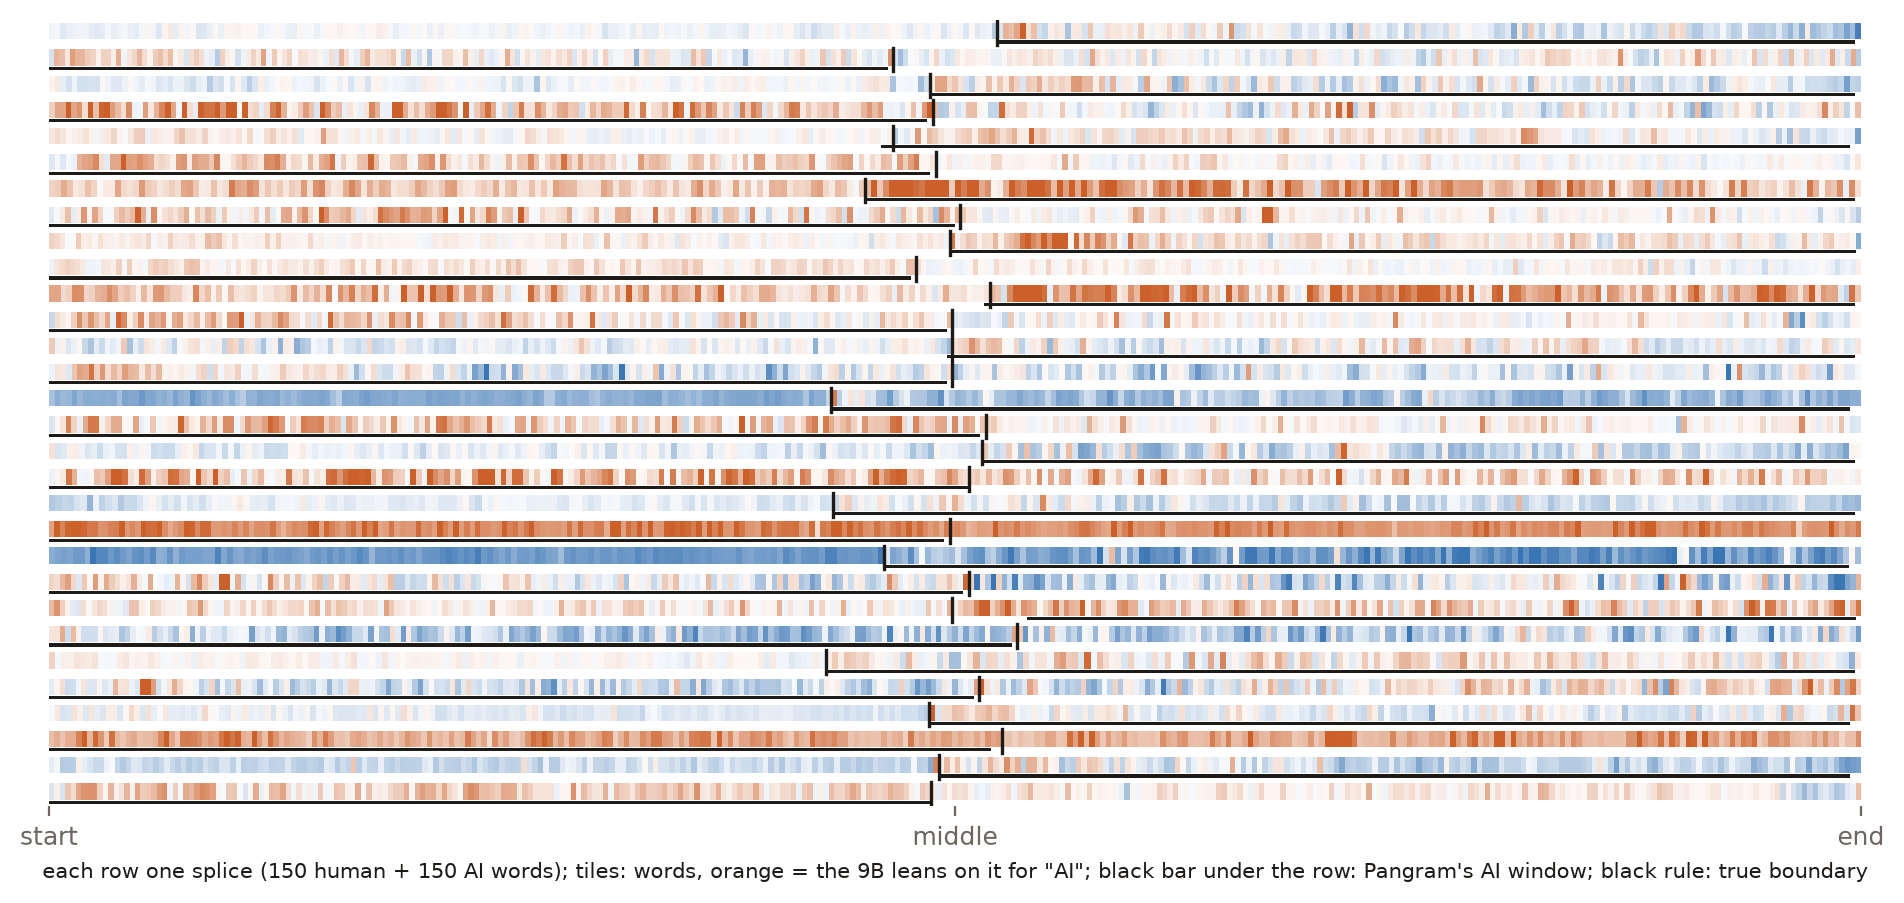 start middle end
each row one splice (150 human + 150 AI words); tiles: words, orange = the 9B leans on it for "AI"; black bar under the row: Pangram's AI window; black rule: true boundary